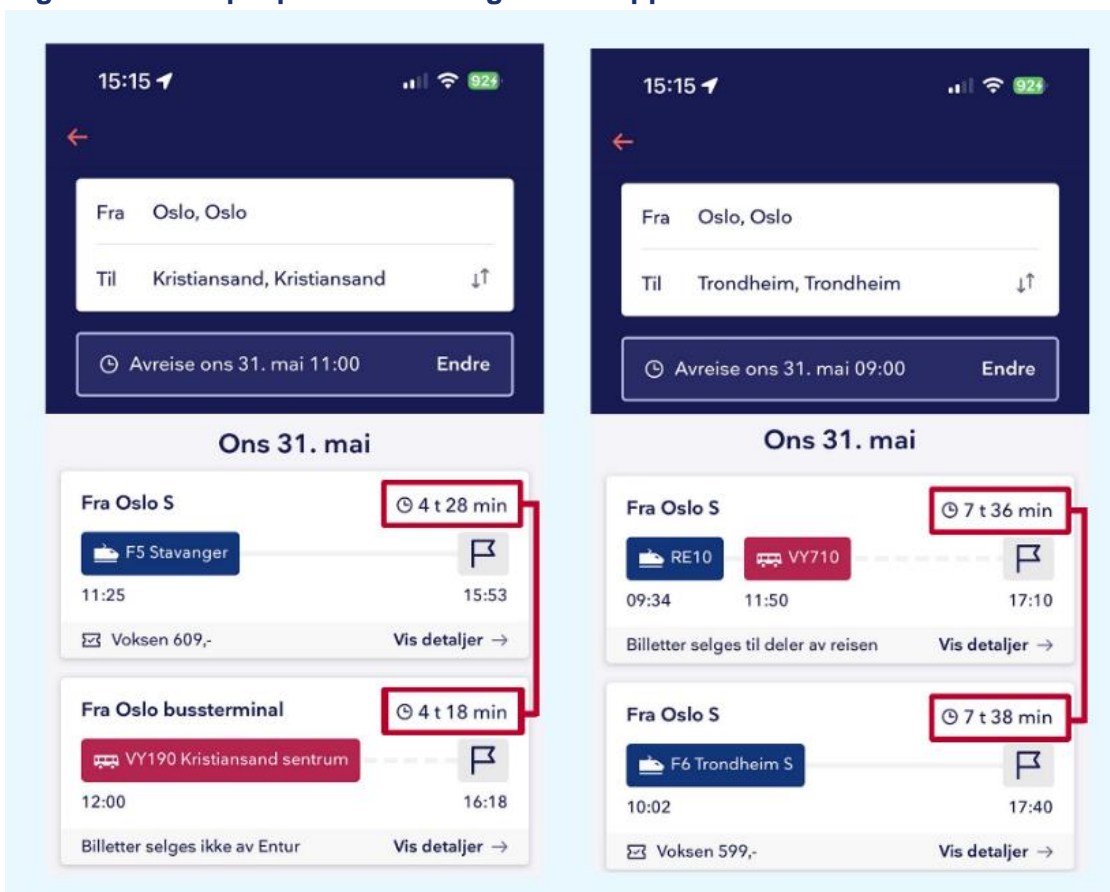 15:15
92
Fra Oslo, Oslo
Til Kristiansand, Kristiansand
Avreise ons 31. mai 11:00 Endre
Ons 31. mai
Fra Oslo S 4 t 28 min
F5 Stavanger
11:25 15:53
Voksen 609,- Vis detaljer →
Fra Oslo bussterminal 4 t 18 min
VY190 Kristiansand sentrum
12:00 16:18
Billetter selges ikke av Entur Vis detaljer →
15:15
92
Fra Oslo, Oslo
Til Trondheim, Trondheim
Avreise ons 31. mai 09:00 Endre
Ons 31. mai
Fra Oslo S 7 t 36 min
RE10 VY710
09:34 11:50 17:10
Billetter selges til deler av reisen Vis detaljer →
Fra Oslo S 7 t 38 min
F6 Trondheim S
10:02 17:40
Voksen 599,- Vis detaljer →